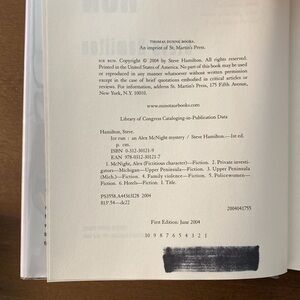 THOMAS DUNNE BOOKS.
An imprint of St. Martin's Press.
ICE RUN. Copyright © 2004 by Steve Hamilton. All rights reserved.
Printed in the United States of America. No part of this book may be used
or reproduced in any manner whatsoever without written permission
except in the case of brief quotations embodied in critical articles or
reviews. For information, address St. Martin's Press, 175 Fifth Avenue,
New York, N.Y. 10010.
www.minotaurbooks.com
Library of Congress Cataloging-in-Publication Data
Hamilton, Steve.
Ice run : an Alex McKnight mystery / Steve Hamilton.—1st ed.
p. cm.
ISBN 0-312-30121-9
EAN 978-0312-30121-7
1. McKnight, Alex (Fictitious character)—Fiction. 2. Private investi-
gators—Michigan—Upper Peninsula—Fiction. 3. Upper Peninsula
(Mich.)—Fiction. 4. Family violence—Fiction. 5. Policewomen—
Fiction. 6. Hotels—Fiction. I. Title.
PS3558.A44363I28 2004
813'.54—dc22
2004041755
First Edition: June 2004
10 9 8 7 6 5 4 3 2 1